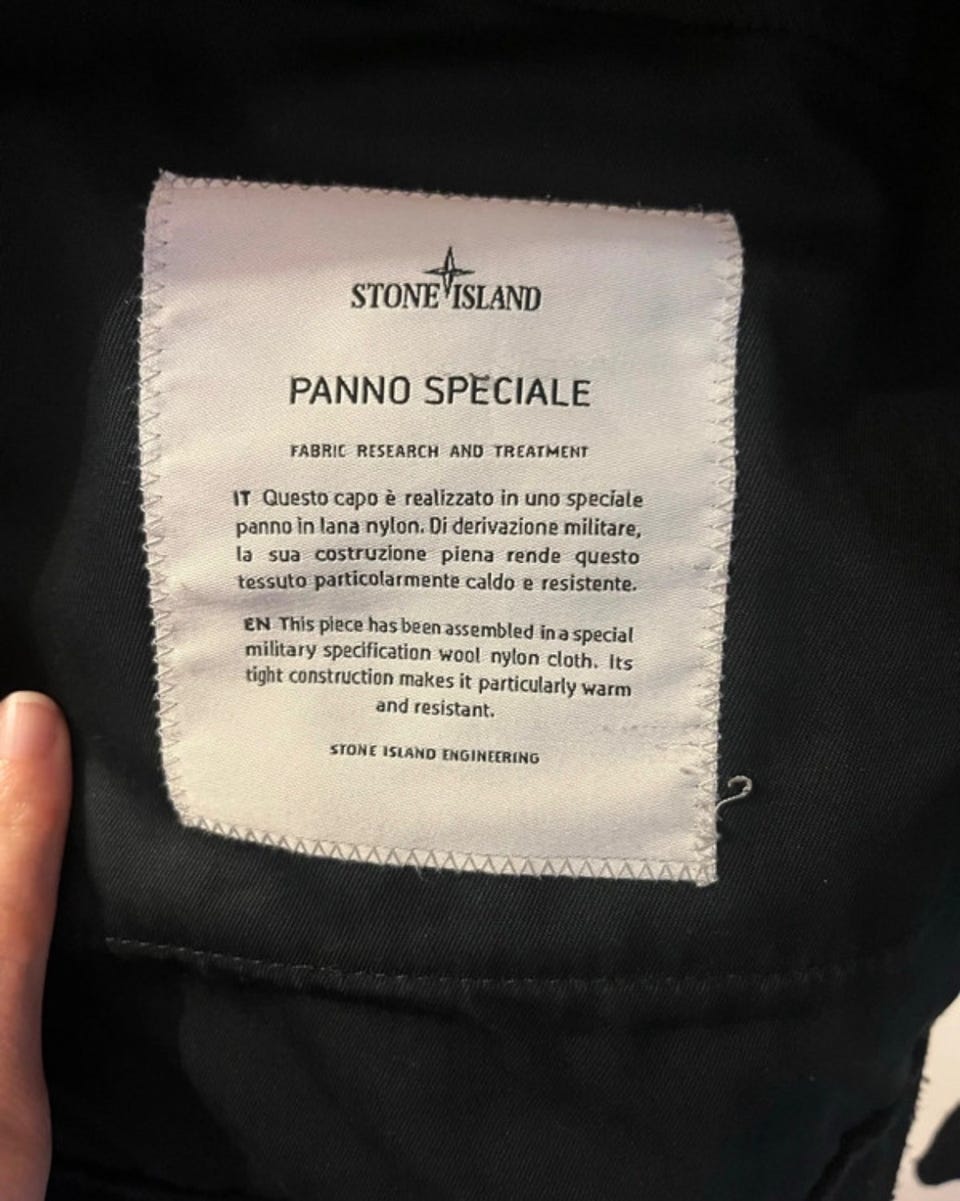 STONE ISLAND
PANNO SPECIALE
FABRIC RESEARCH AND TREATMENT
IT Questo capo è realizzato in uno speciale
panno in lana nylon. Di derivazione militare,
la sua costruzione piena rende questo
tessuto particolarmente caldo e resistente.
EN This piece has been assembled in a special
military specification wool nylon cloth. Its
tight construction makes it particularly warm
and resistant.
STONE ISLAND ENGINEERING